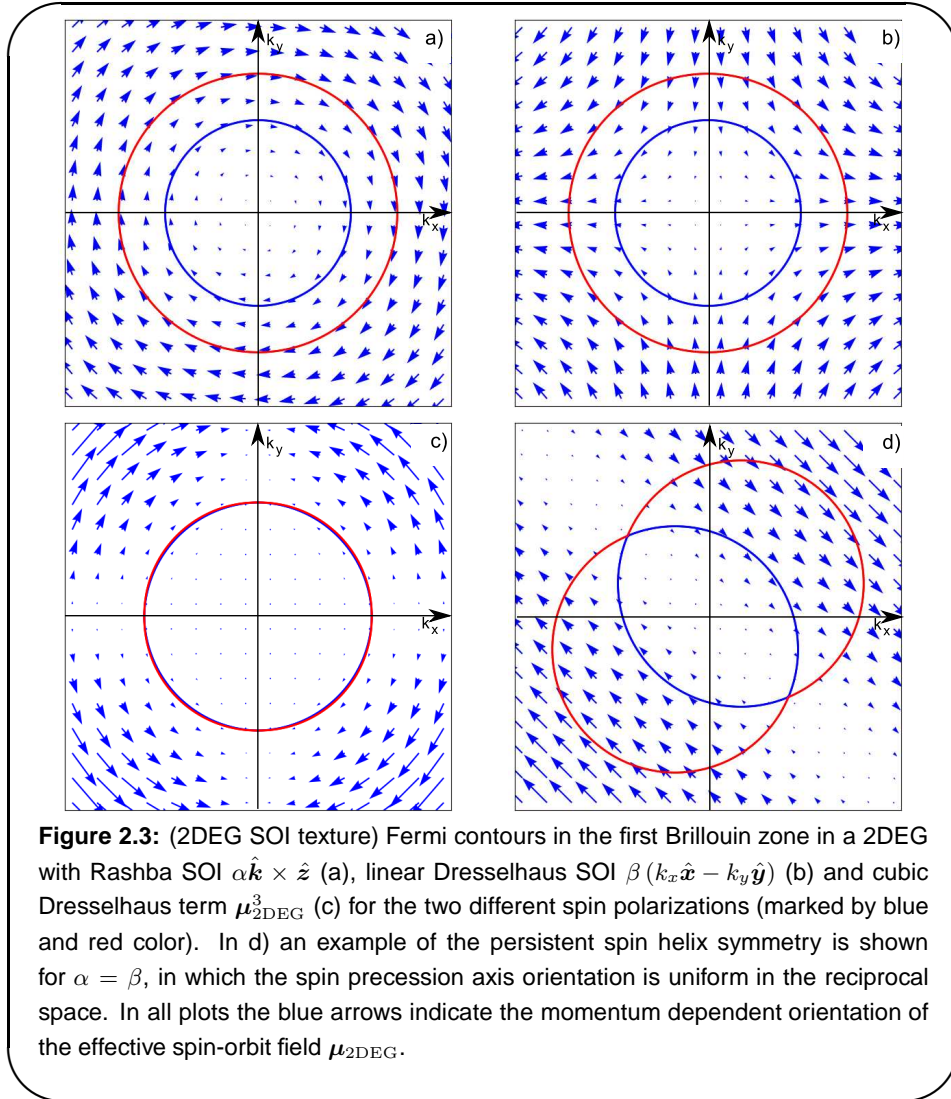 a)
k_y
k_x
b)
k_y
k_x
c)
k_y
k_x
d)
k_y
k_x
Figure 2.3: (2DEG SOI texture) Fermi contours in the first Brillouin zone in a 2DEG
with Rashba SOI α𝒌̂ × 𝒛̂ (a), linear Dresselhaus SOI β (k_x𝒙̂ − k_y𝒚̂) (b) and cubic
Dresselhaus term 𝝁³_2DEG (c) for the two different spin polarizations (marked by blue
and red color). In d) an example of the persistent spin helix symmetry is shown
for α = β, in which the spin precession axis orientation is uniform in the reciprocal
space. In all plots the blue arrows indicate the momentum dependent orientation of
the effective spin-orbit field 𝝁_2DEG.